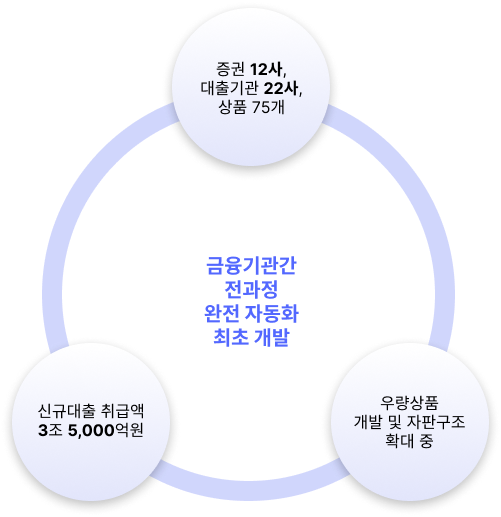 증권 12사,
대출기관 22사,
상품 75개
금융기관간
전과정
완전 자동화
최초 개발
신규대출 취급액
3조 5,000억원
우량상품
개발 및 자판구조
확대 중